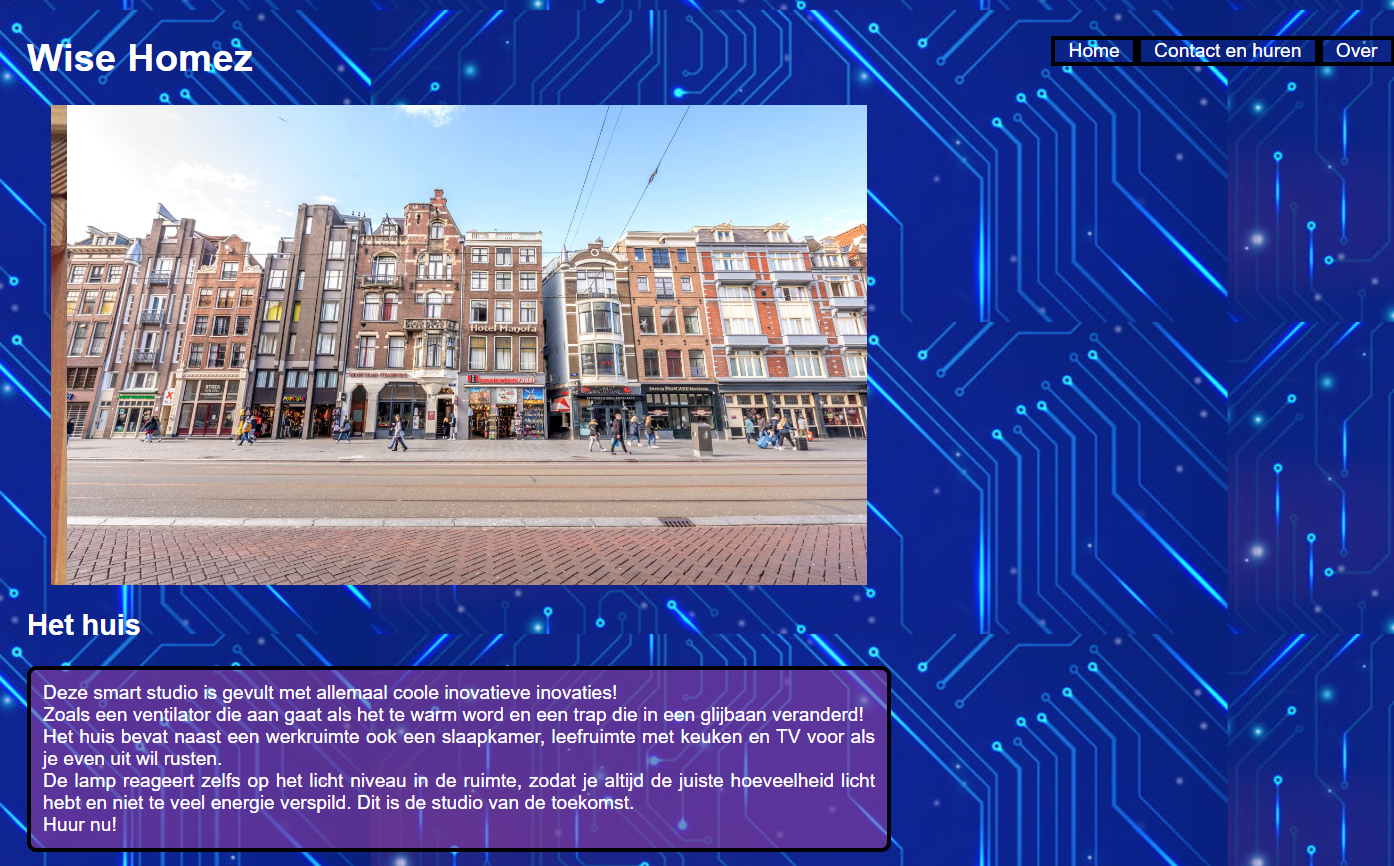 Wise Homez
Home
Contact en huren
Over
Hotel Manofa
Het huis
Deze smart studio is gevult met allemaal coole inovatieve inovaties!
Zoals een ventilator die aan gaat als het te warm word en een trap die in een glijbaan veranderd!
Het huis bevat naast een werkruimte ook een slaapkamer, leefruimte met keuken en TV voor als
je even uit wil rusten.
De lamp reageert zelfs op het licht niveau in de ruimte, zodat je altijd de juiste hoeveelheid licht
hebt en niet te veel energie verspild. Dit is de studio van de toekomst.
Huur nu!